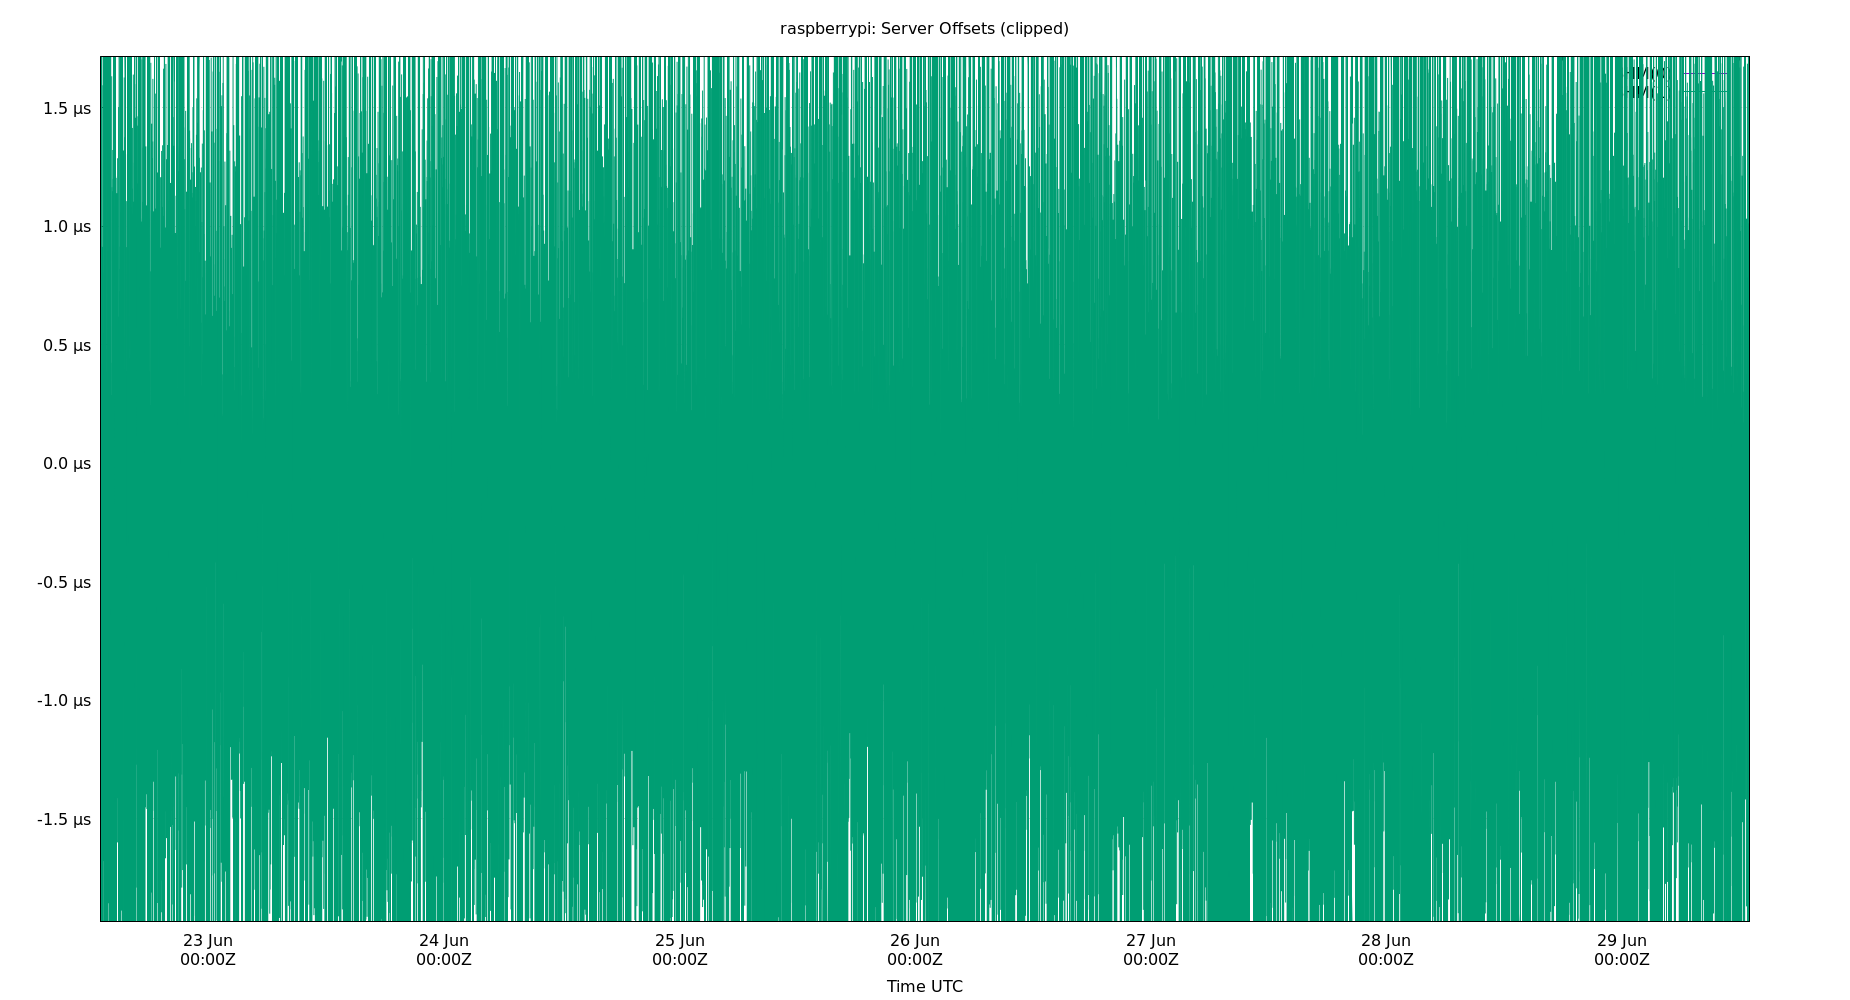 raspberrypi: Server Offsets (clipped)
1.5 µs
1.0 µs
0.5 µs
0.0 µs
-0.5 µs
-1.0 µs
-1.5 µs
23 Jun 24 Jun 25 Jun 26 Jun 27 Jun 28 Jun 29 Jun
00:00Z 00:00Z 00:00Z 00:00Z 00:00Z 00:00Z 00:00Z
Time UTC